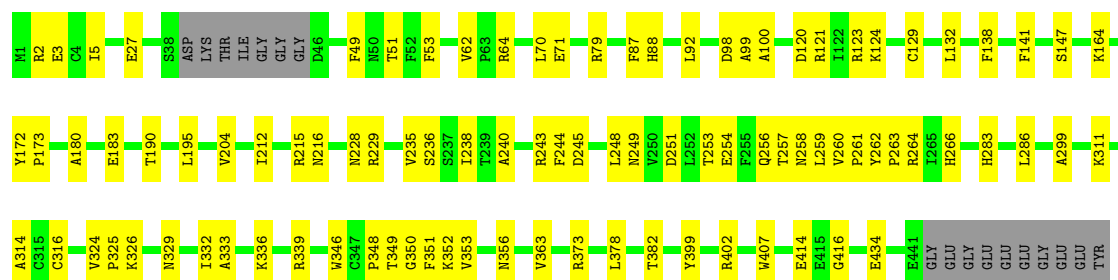 M1 R2 E3 C4 I5 E27 S38 ASP LYS THR ILE GLY GLY GLY D46 F49 N50 T51 F52 F53 V62 P63 R64 L70 E71 R79 F87 H88 L92 D98 A99 A100 D120 R121 I122 R123 K124 C129 L132 F138 F141 S147 K164
Y172 P173 A180 E183 T190 L195 V204 I212 R215 N216 N228 R229 V235 S236 S237 I238 T239 A240 R243 F244 D245 L248 N249 V250 D251 L252 T253 E254 F255 Q256 T257 N258 L259 V260 P261 Y262 P263 R264 I265 H266 H283 L286 A299 K311
A314 C315 C316 V324 P325 K326 N329 I332 A333 K336 R339 W346 C347 P348 T349 G350 F351 K352 V353 N356 V363 R373 L378 T382 Y399 R402 W407 E414 E415 G416 E434 E441 GLY GLU GLY GLU GLU GLU GLY GLU GLU TYR